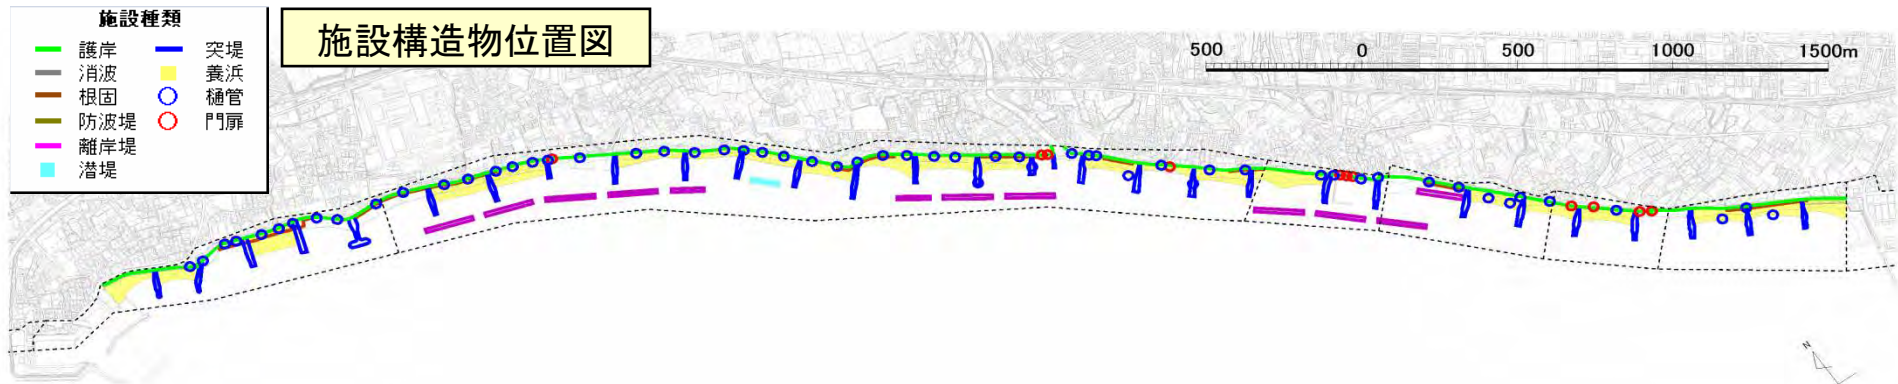 施設種類
護岸
突堤
消波
養浜
根固
樋管
防波堤
門扉
離岸堤
潜堤
施設構造物位置図
500 0 500 1000 1500m
N